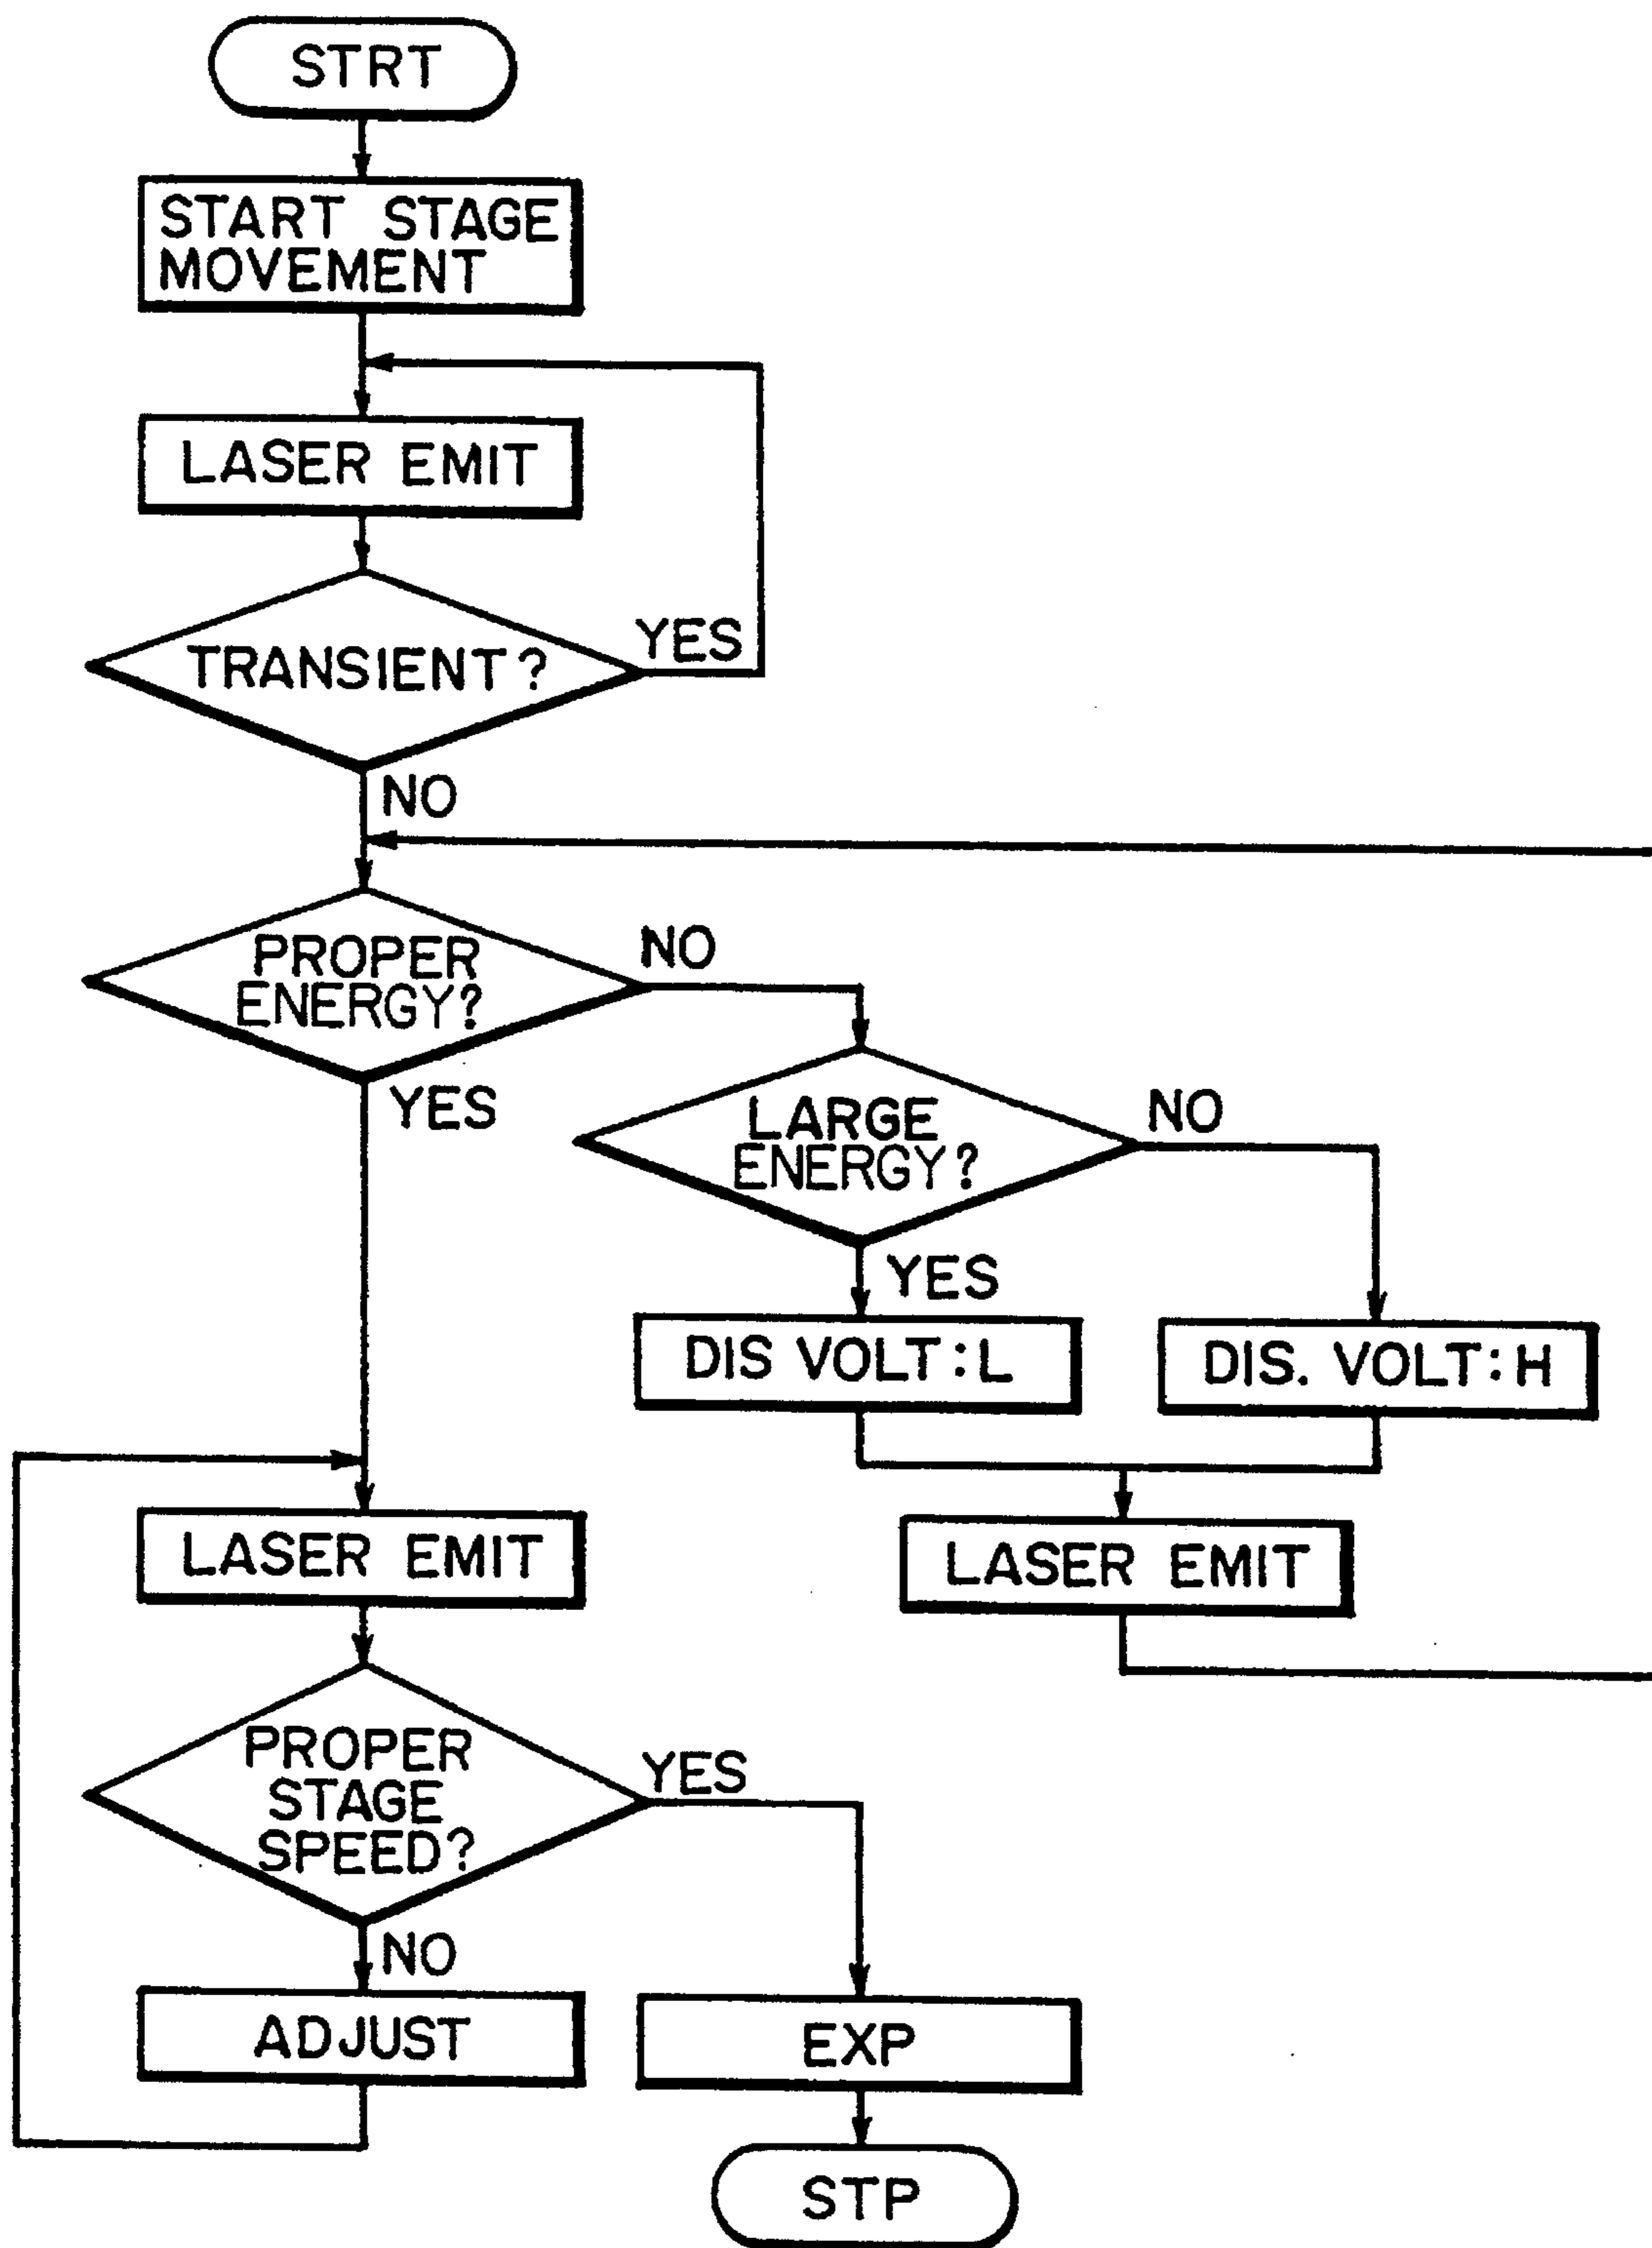 STRT
START STAGE
MOVEMENT
LASER EMIT
TRANSIENT?
YES
NO
PROPER
ENERGY?
NO
YES
LARGE
ENERGY?
NO
YES
DIS VOLT:L
DIS. VOLT:H
LASER EMIT
LASER EMIT
PROPER
STAGE
SPEED?
YES
NO
ADJUST
EXP
STP